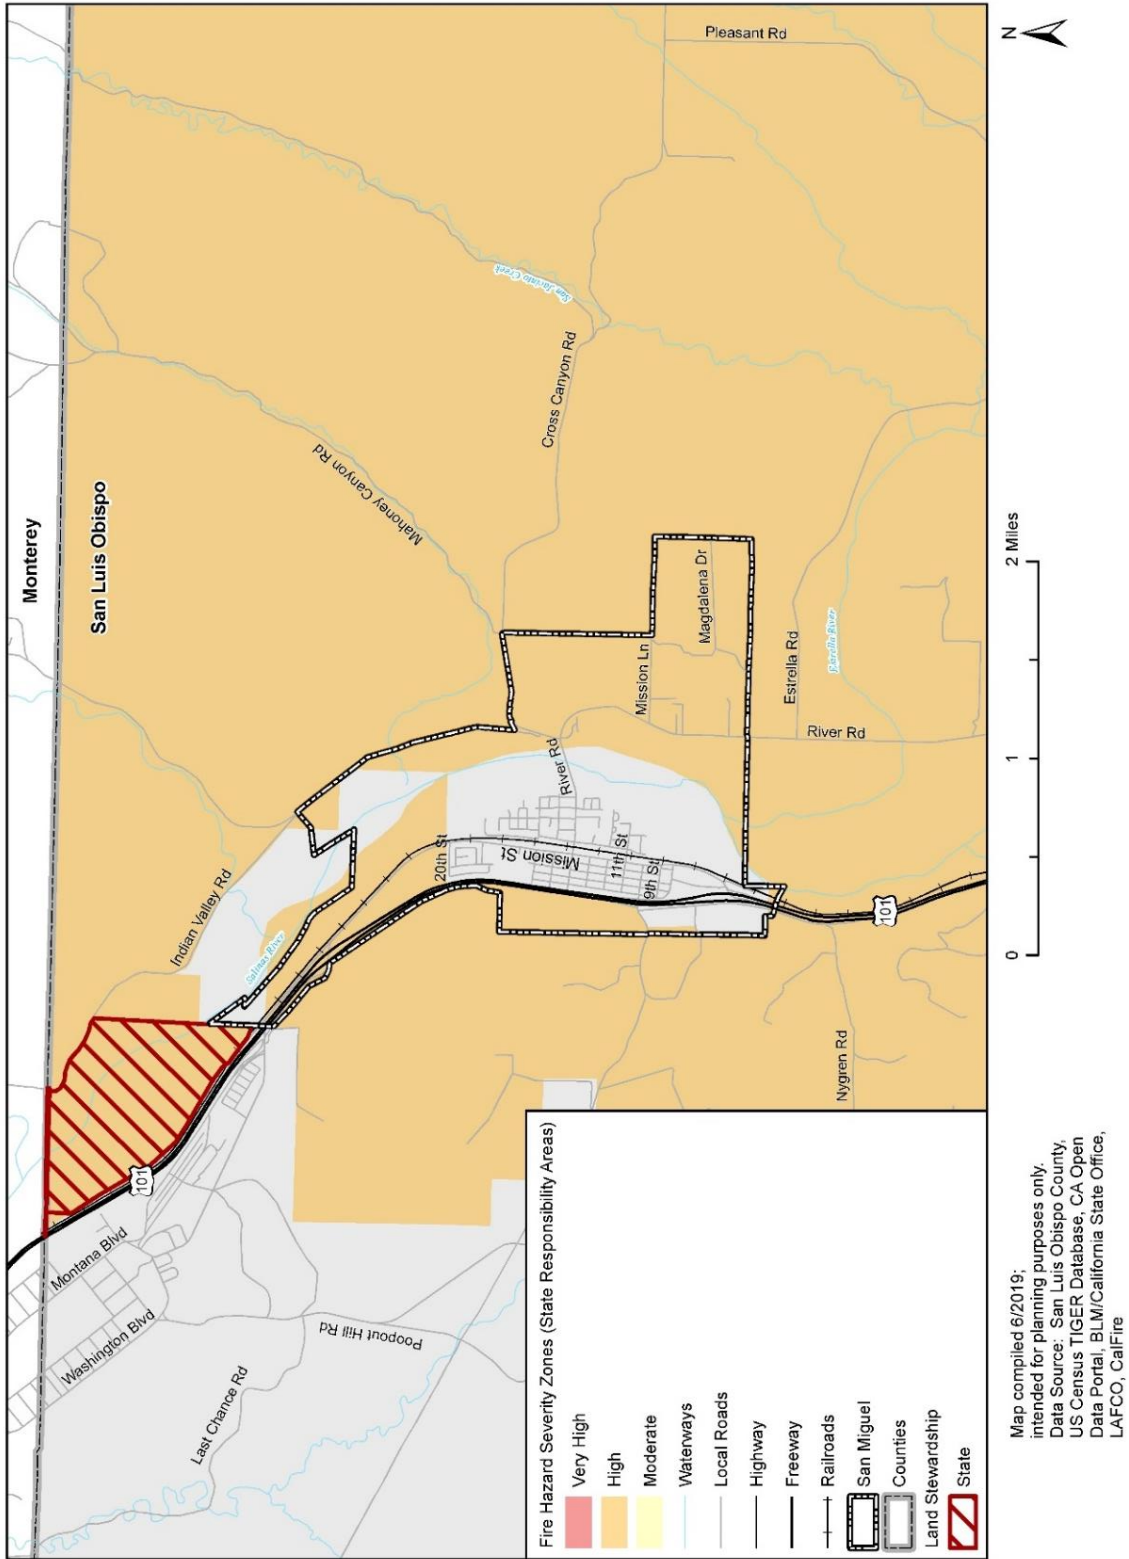 N
Monterey
San Luis Obispo
Pleasant Rd
San Jacinto Creek
Cross Canyon Rd
Mahoney Canyon Rd
Indian Valley Rd
Salinas River
Mission Ln
Magdalena Dr
Estrella Rd
Estrella River
River Rd
River Rd
20th St
Mission St
11th St
9th St
101
101
Nygren Rd
Montana Blvd
Washington Blvd
Poopout Hill Rd
Last Chance Rd
Fire Hazard Severity Zones (State Responsibility Areas)
Very High
High
Moderate
Waterways
Local Roads
Highway
Freeway
Railroads
San Miguel
Counties
Land Stewardship
State
0
1
2 Miles
Map compiled 6/2019;
intended for planning purposes only.
Data Source: San Luis Obispo County,
US Census TIGER Database, CA Open
Data Portal, BLM/California State Office,
LAFCO, CalFire